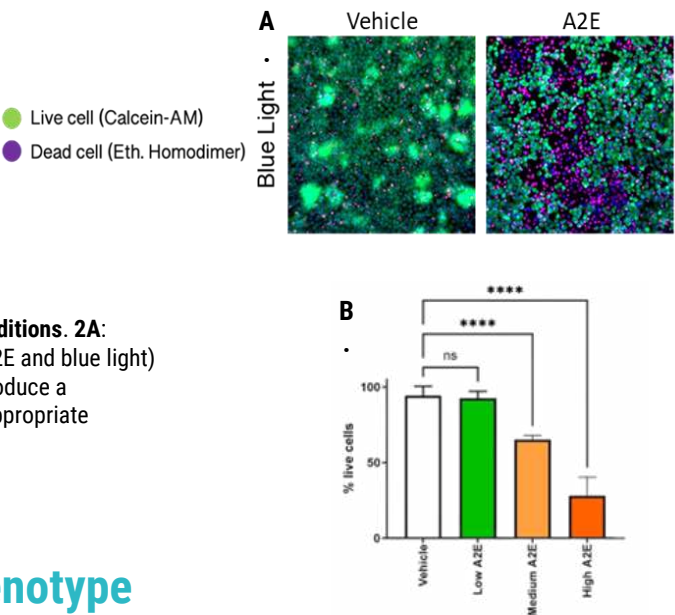 A
Vehicle
A2E
Blue Light
Live cell (Calcein-AM)
Dead cell (Eth. Homodimer)
B
****
****
ns
100
50
0
% live cells
Vehicle
Low A2E
Medium A2E
High A2E
ditions. 2A:
2E and blue light)
oduce a
ppropriate
notype